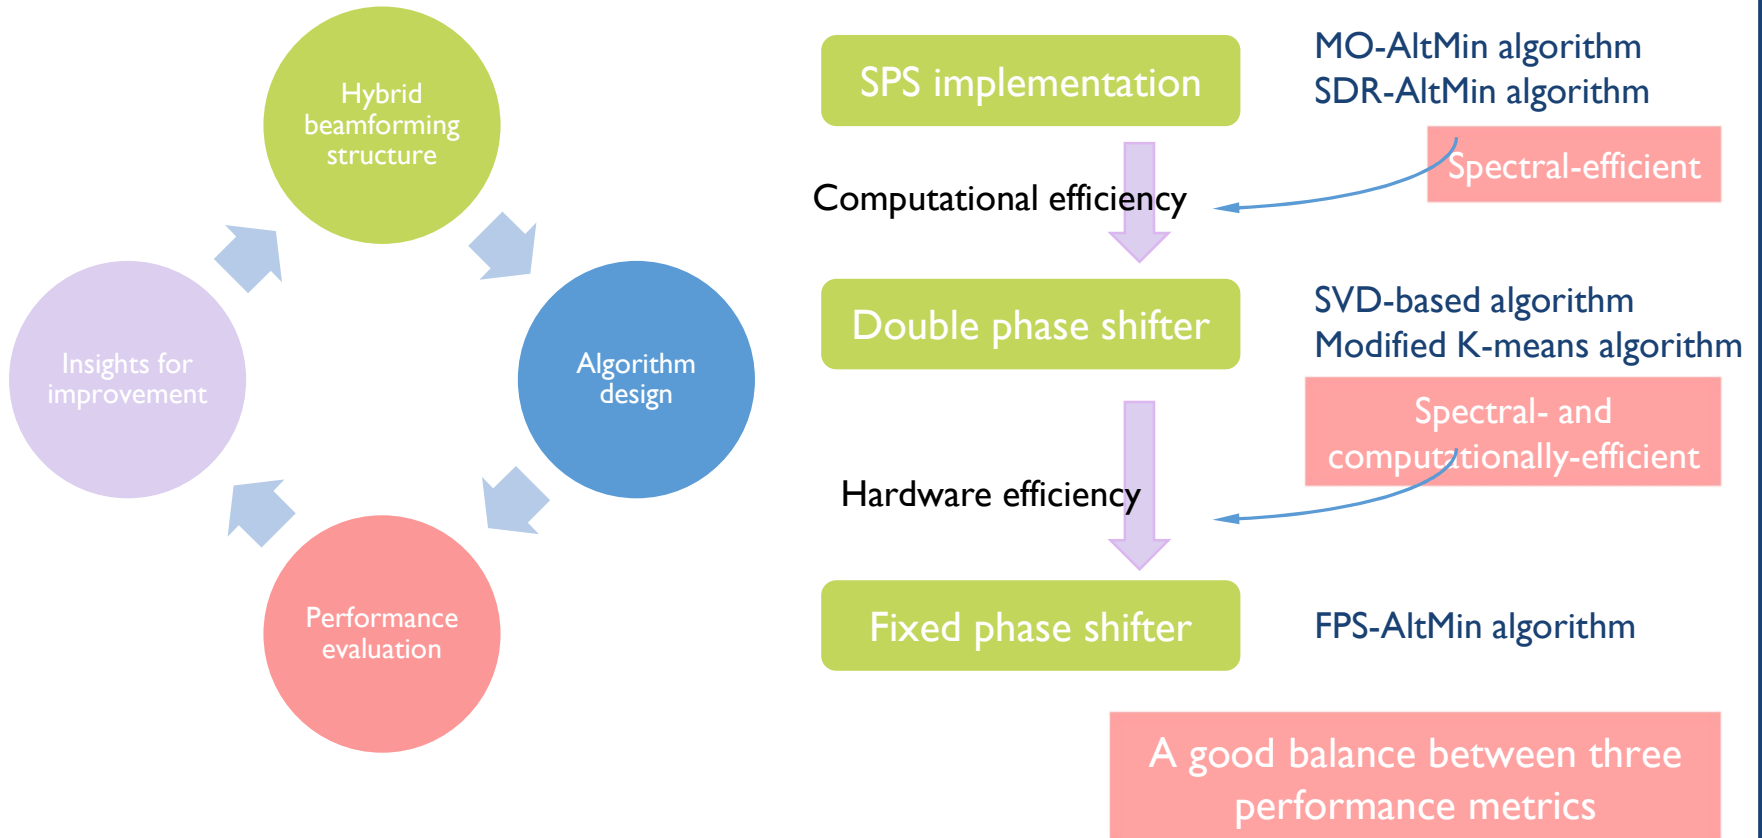 Hybrid
beamforming
structure
Insights for
improvement
Algorithm
design
Performance
evaluation
SPS implementation
MO-AltMin algorithm
SDR-AltMin algorithm
Spectral-efficient
Computational efficiency
Double phase shifter
SVD-based algorithm
Modified K-means algorithm
Spectral- and
computationally-efficient
Hardware efficiency
Fixed phase shifter
FPS-AltMin algorithm
A good balance between three
performance metrics